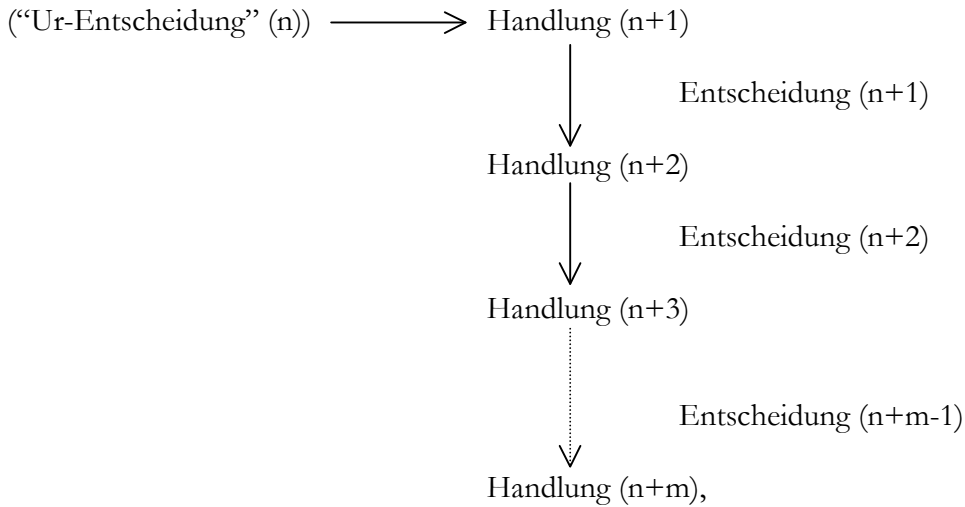 (“Ur-Entscheidung” (n)) Handlung (n+1)
Entscheidung (n+1)
Handlung (n+2)
Entscheidung (n+2)
Handlung (n+3)
Entscheidung (n+m-1)
Handlung (n+m),